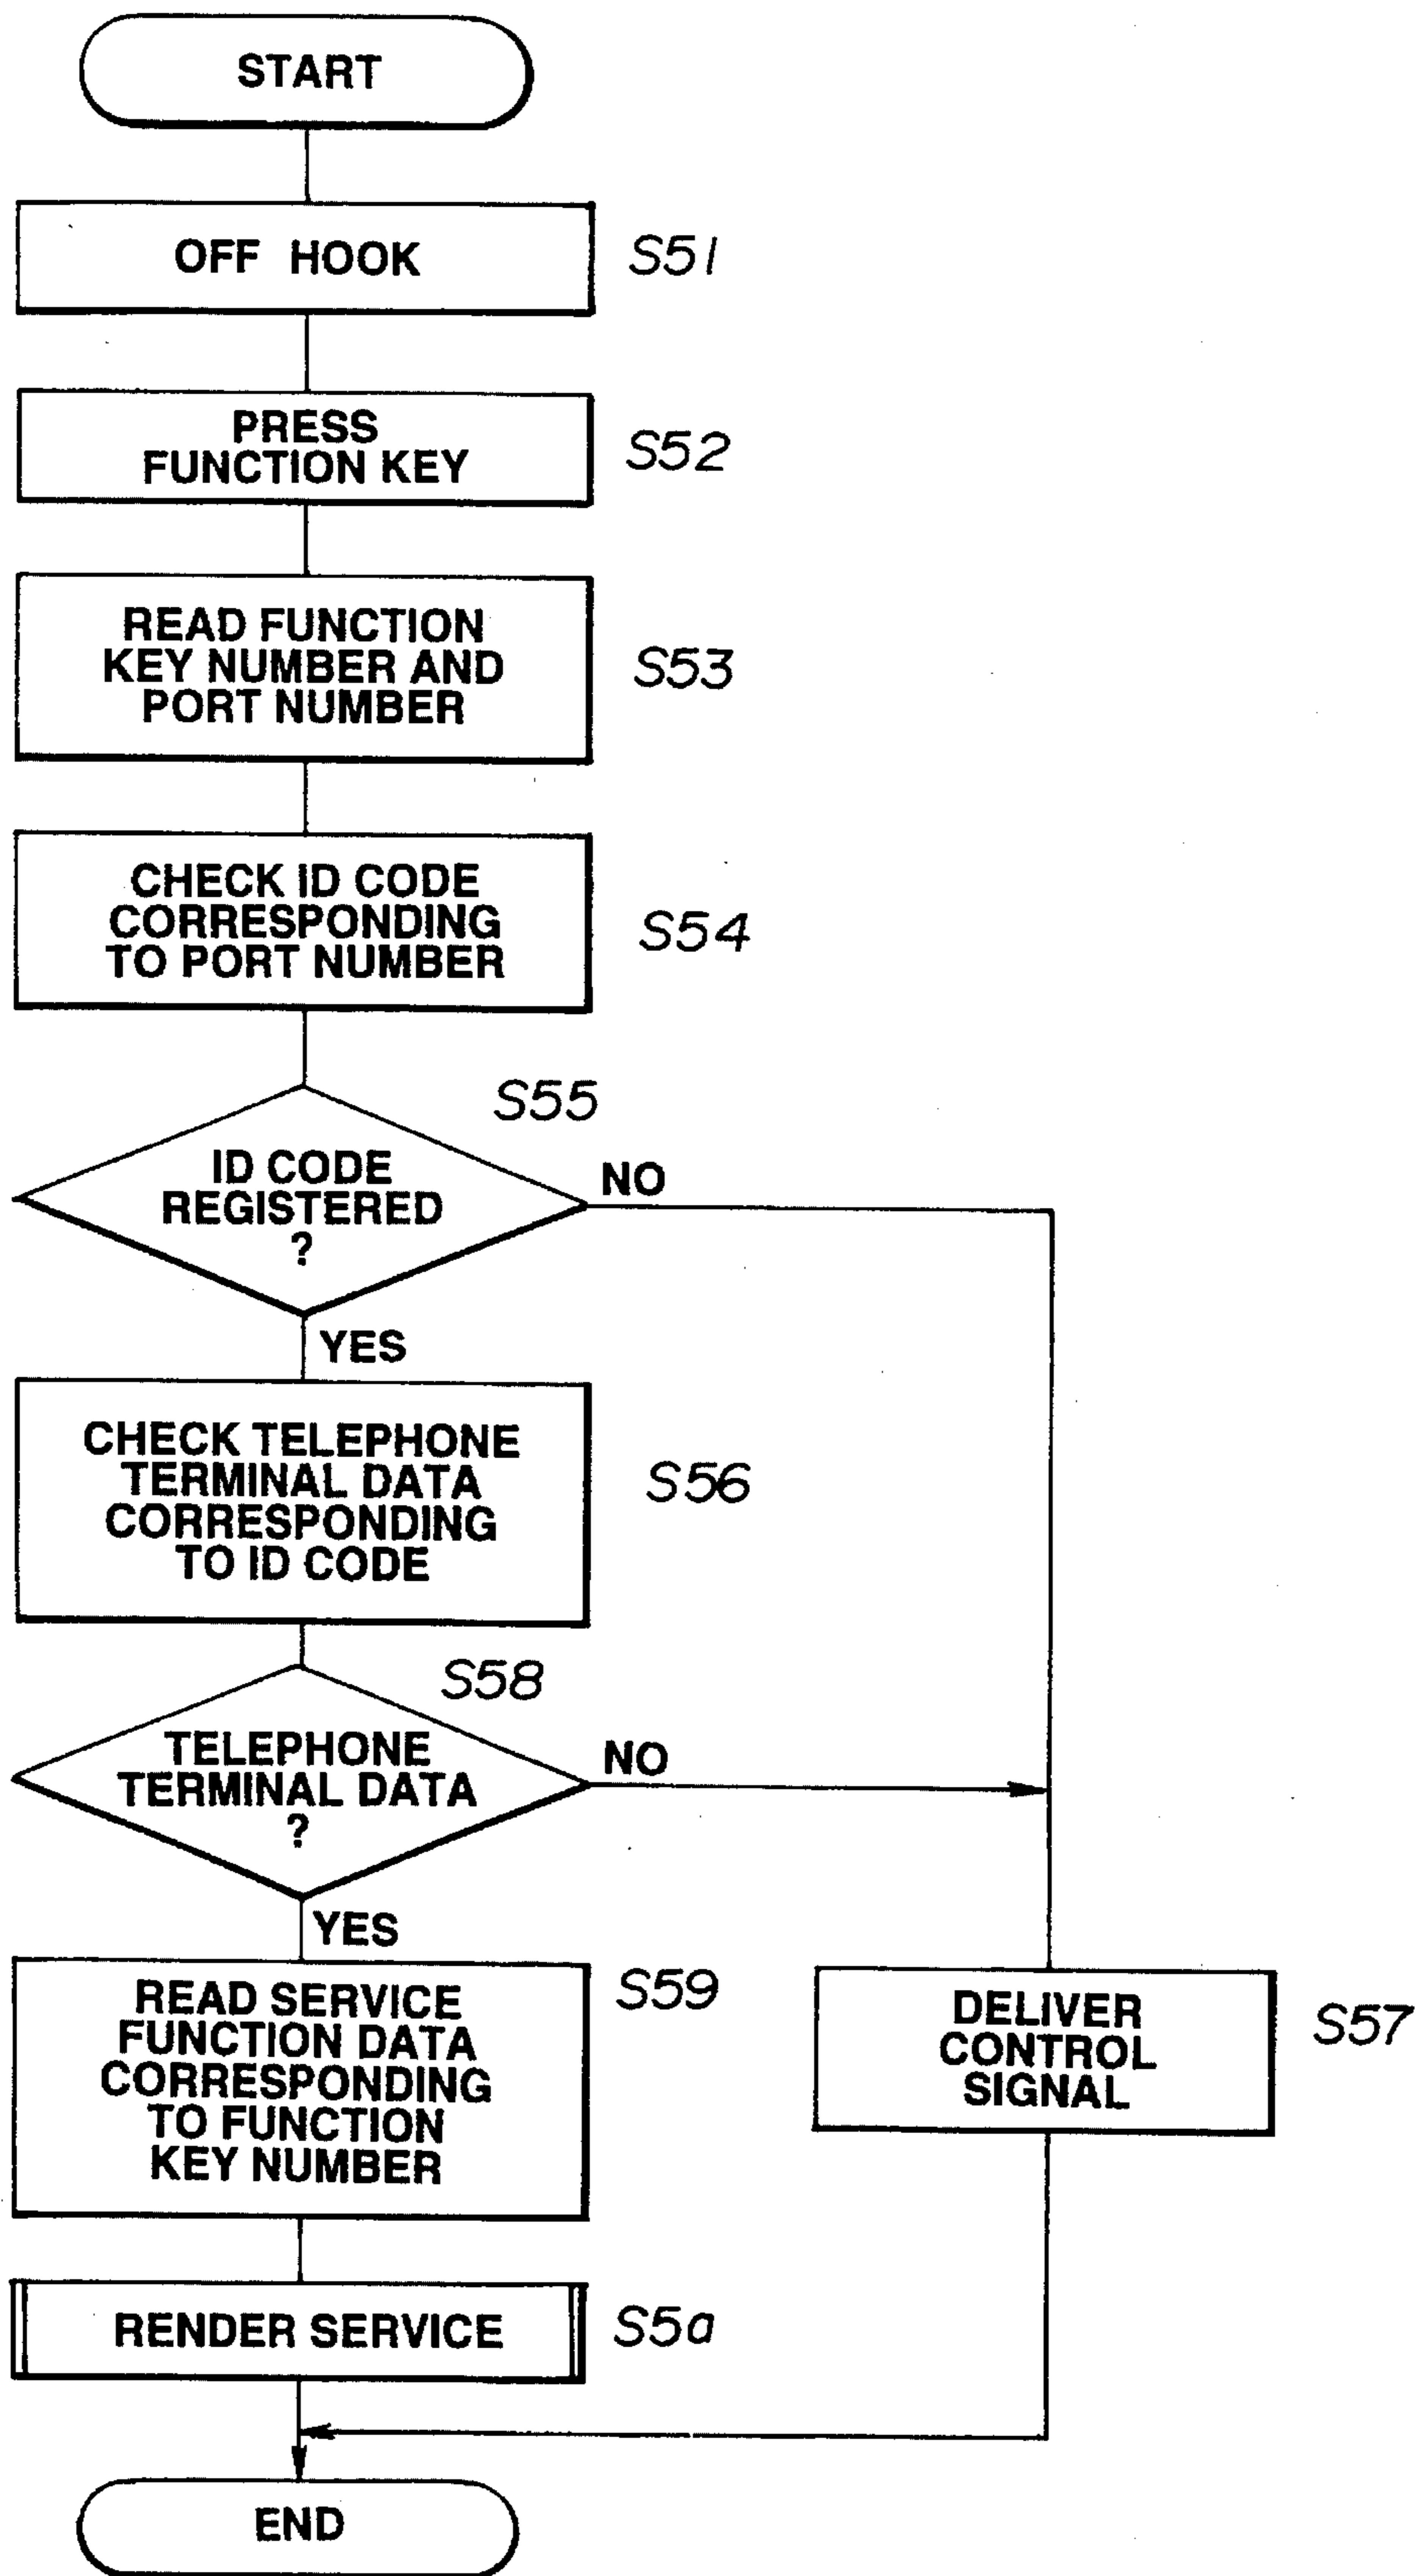 START
OFF HOOK
S51
PRESS
FUNCTION KEY
S52
READ FUNCTION
KEY NUMBER AND
PORT NUMBER
S53
CHECK ID CODE
CORRESPONDING
TO PORT NUMBER
S54
S55
ID CODE
REGISTERED
?
NO
YES
CHECK TELEPHONE
TERMINAL DATA
CORRESPONDING
TO ID CODE
S56
S58
TELEPHONE
TERMINAL DATA
?
NO
YES
READ SERVICE
FUNCTION DATA
CORRESPONDING
TO FUNCTION
KEY NUMBER
S59
DELIVER
CONTROL
SIGNAL
S57
RENDER SERVICE
S5a
END